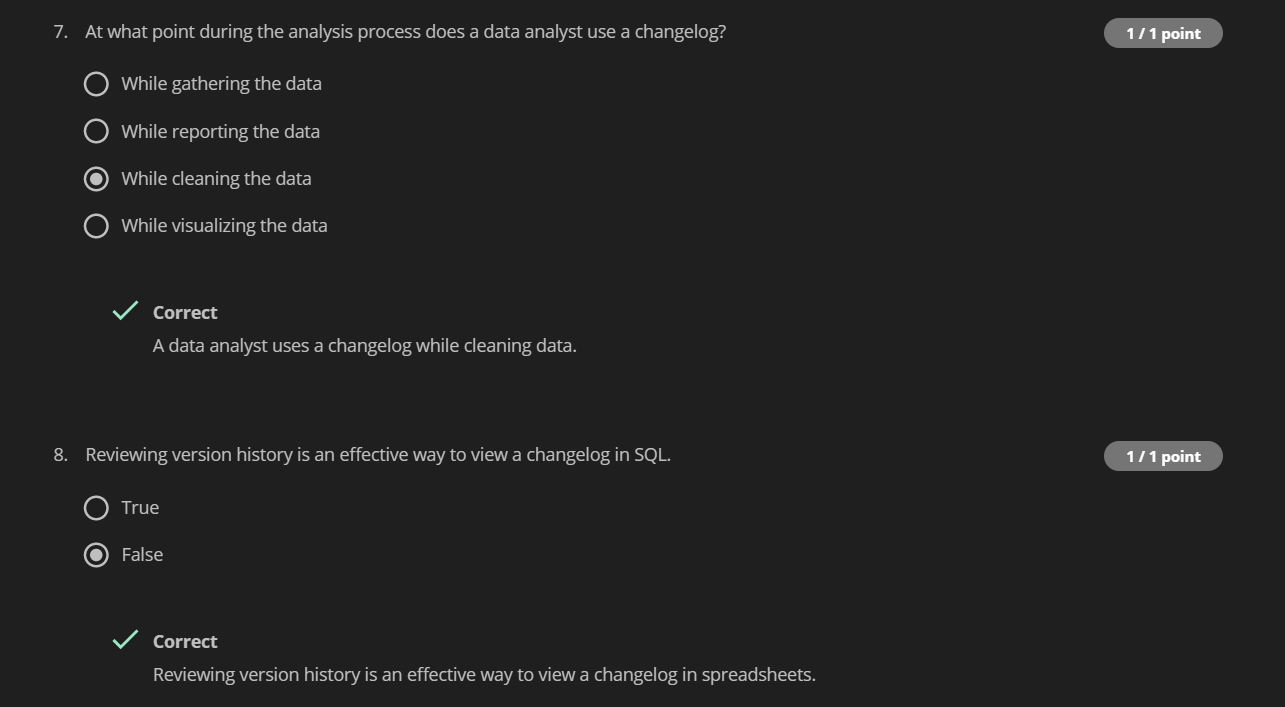 7. At what point during the analysis process does a data analyst use a changelog? 1 / 1 point
While gathering the data
While reporting the data
While cleaning the data
While visualizing the data
Correct
A data analyst uses a changelog while cleaning data.
8. Reviewing version history is an effective way to view a changelog in SQL. 1 / 1 point
True
False
Correct
Reviewing version history is an effective way to view a changelog in spreadsheets.